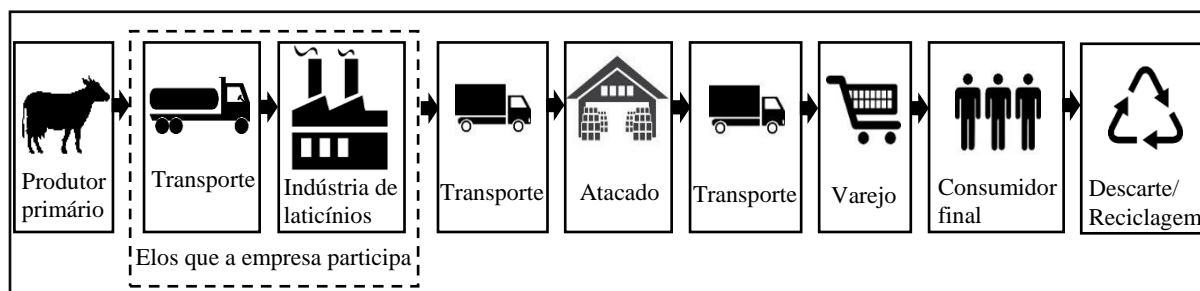 Produtor
primário
Transporte
Indústria de
laticínios
Transporte
Atacado
Transporte
Varejo
Consumidor
final
Descarte/
Reciclagem
Elos que a empresa participa